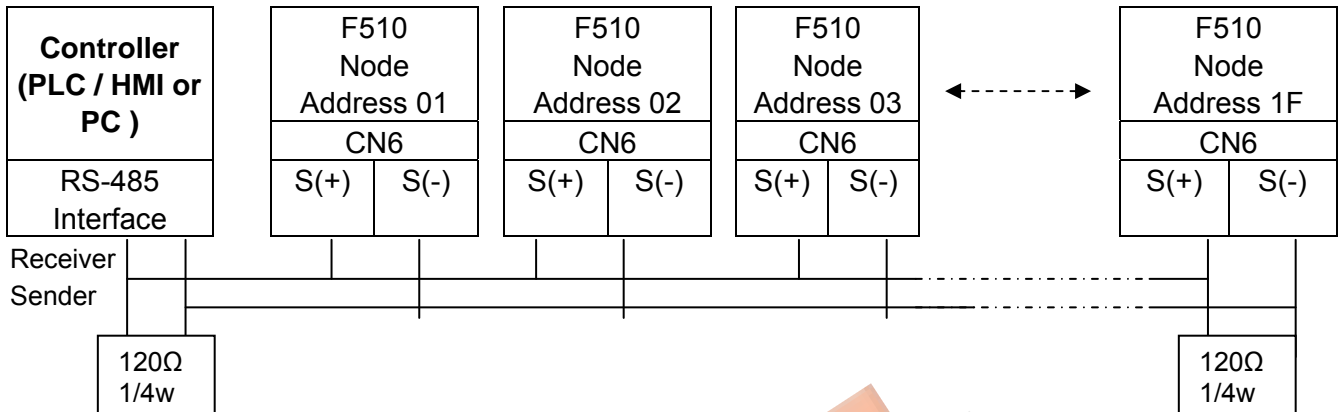 Controller
(PLC / HMI or
PC )
RS-485
Interface
F510
Node
Address 01
CN6
S(+) S(-)
F510
Node
Address 02
CN6
S(+) S(-)
F510
Node
Address 03
CN6
S(+) S(-)
F510
Node
Address 1F
CN6
S(+) S(-)
Receiver
Sender
120Ω
1/4w
120Ω
1/4w